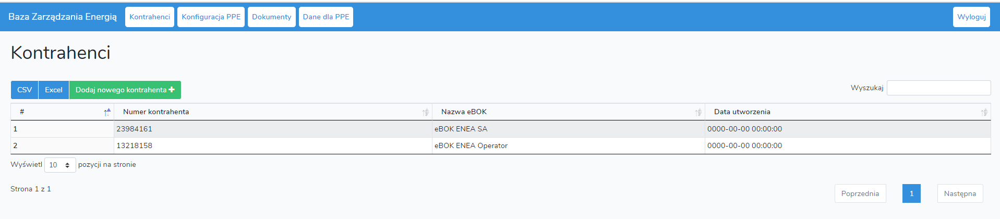 Baza Zarządzania Energią Kontrahenci Konfiguracja PPE Dokumenty Dane dla PPE Wyloguj
Kontrahenci
CSV Excel Dodaj nowego kontrahenta Wyszukaj
# Numer kontrahenta Nazwa eBOK Data utworzenia
1 23984161 eBOK ENEA SA 0000-00-00 00:00:00
2 13218158 eBOK ENEA Operator 0000-00-00 00:00:00
Wyświetl 10 pozycji na stronie
Strona 1 z 1 Poprzednia 1 Następna